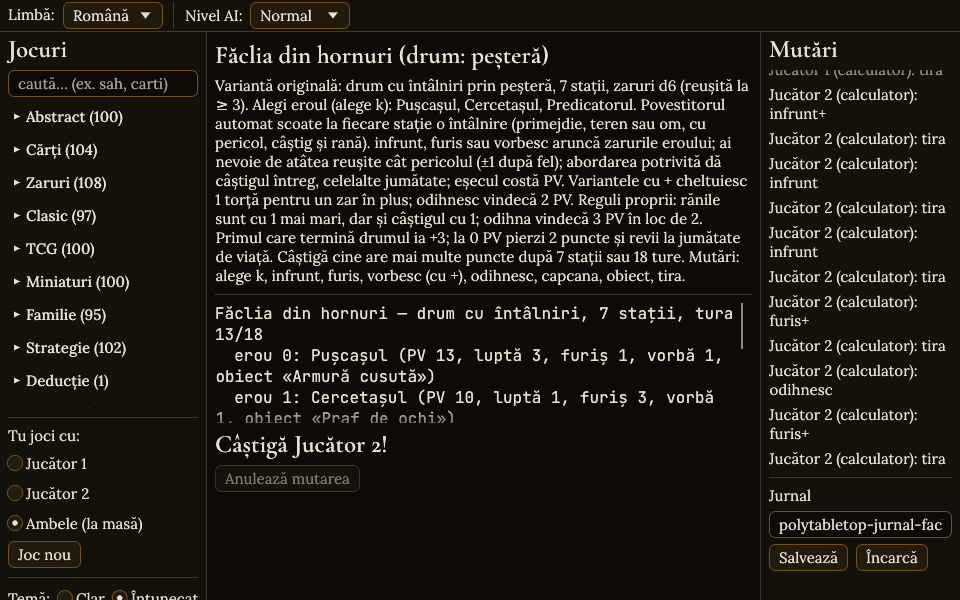 Limbă: Română ▼ Nivel AI: Normal ▼
Jocuri
caută... (ex. sah, carti)
▸ Abstract (100)
▸ Cărți (104)
▸ Zaruri (108)
▸ Clasic (97)
▸ TCG (100)
▸ Miniaturi (100)
▸ Familie (95)
▸ Strategie (102)
▸ Deducție (1)
Tu joci cu:
Jucător 1
Jucător 2
Ambele (la masă)
Joc nou
Temă: Clar Întunecat
Făclia din hornuri (drum: peșteră)
Variantă originală: drum cu întâlniri prin peșteră, 7 stații, zaruri d6 (reușită la
≥ 3). Alegi eroul (alege k): Pușcașul, Cercetașul, Predicatorul. Povestitorul
automat scoate la fiecare stație o întâlnire (primejdie, teren sau om, cu
pericol, câștig și rană). infrunt, furis sau vorbesc aruncă zarurile eroului; ai
nevoie de atâtea reușite cât pericolul (±1 după fel); abordarea potrivită dă
câștigul întreg, celelalte jumătate; eșecul costă PV. Variantele cu + cheltuiesc
1 torță pentru un zar în plus; odihnesc vindecă 2 PV. Reguli proprii: rănile
sunt cu 1 mai mari, dar și câștigul cu 1; odihna vindecă 3 PV în loc de 2.
Primul care termină drumul ia +3; la 0 PV pierzi 2 puncte și revii la jumătate
de viață. Câștigă cine are mai multe puncte după 7 stații sau 18 ture. Mutări:
alege k, infrunt, furis, vorbesc (cu +), odihnesc, capcana, obiect, tira.
Făclia din hornuri — drum cu întâlniri, 7 stații, tura
13/18
erou 0: Pușcașul (PV 13, luptă 3, furiș 1, vorbă 1,
obiect «Armură cusută»)
erou 1: Cercetașul (PV 10, luptă 1, furiș 3, vorbă
1, obiect «Praf de ochi»)
Câștigă Jucător 2!
Anulează mutarea
Mutări
Jucător 1 (calculator): tira
Jucător 2 (calculator):
infrunt+
Jucător 2 (calculator): tira
Jucător 2 (calculator):
infrunt
Jucător 2 (calculator): tira
Jucător 2 (calculator):
infrunt
Jucător 2 (calculator): tira
Jucător 2 (calculator):
furis+
Jucător 2 (calculator): tira
Jucător 2 (calculator):
odihnesc
Jucător 2 (calculator):
furis+
Jucător 2 (calculator): tira
Jurnal
polytabletop-jurnal-fac
Salvează Încarcă